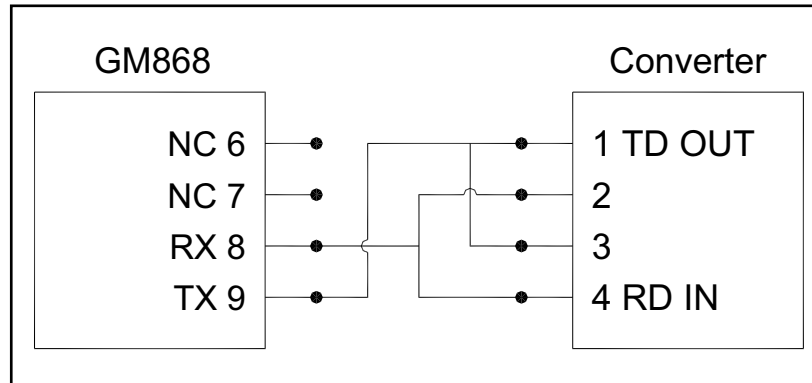 GM868
Converter
NC 6
1 TD OUT
NC 7
2
RX 8
3
TX 9
4 RD IN